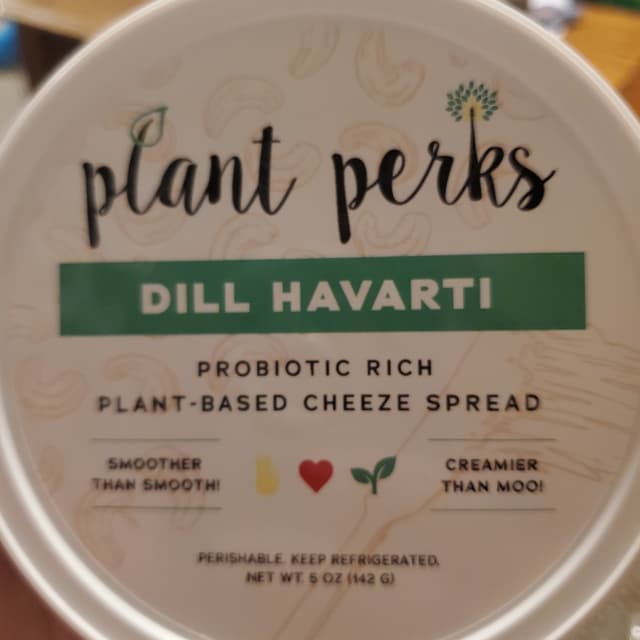 plant perks
DILL HAVARTI
PROBIOTIC RICH
PLANT-BASED CHEEZE SPREAD
SMOOTHER
THAN SMOOTH!
CREAMIER
THAN MOO!
PERISHABLE. KEEP REFRIGERATED.
NET WT. 5 OZ (142 G)